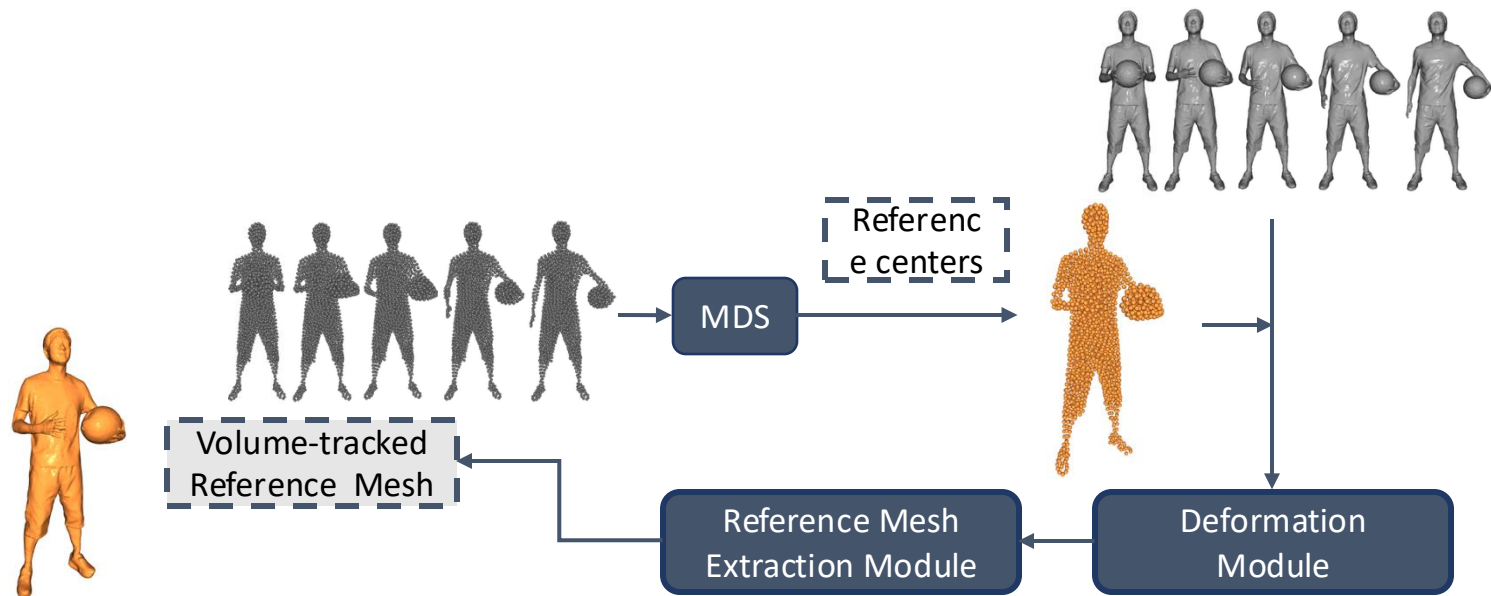 Referenc
e centers
MDS
Volume-tracked
Reference Mesh
Reference Mesh
Extraction Module
Deformation
Module